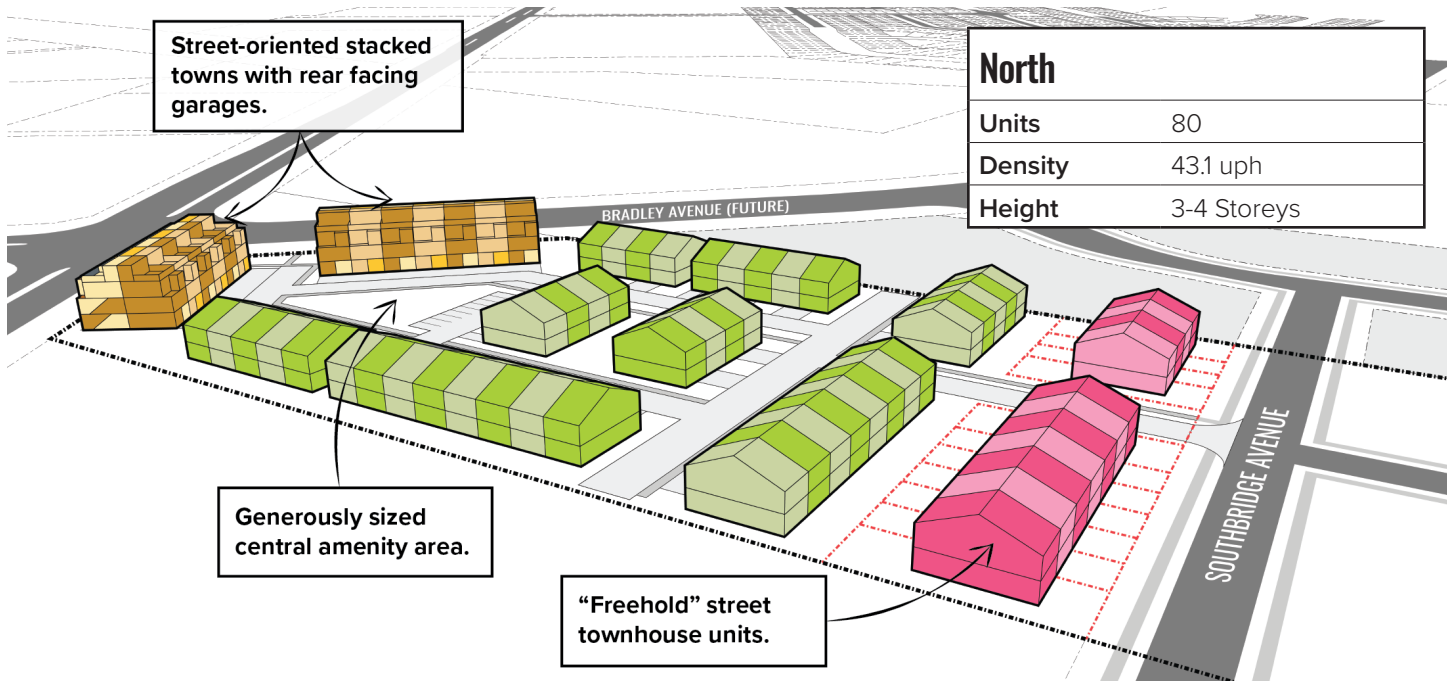 Street-oriented stacked
towns with rear facing
garages.
North
Units 80
Density 43.1 uph
Height 3-4 Storeys
BRADLEY AVENUE (FUTURE)
SOUTHBRIDGE AVENUE
Generously sized
central amenity area.
“Freehold” street
townhouse units.